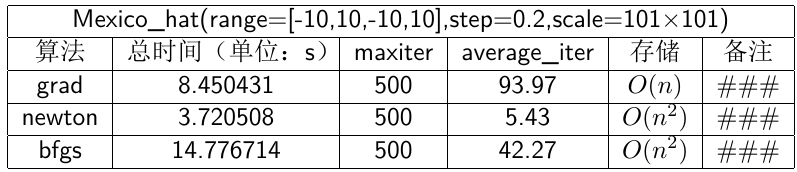 Mexico_hat(range=[-10,10,-10,10],step=0.2,scale=101×101)
算法 总时间（单位：s） maxiter average_iter 存储 备注
grad 8.450431 500 93.97 O(n) ###
newton 3.720508 500 5.43 O(n²) ###
bfgs 14.776714 500 42.27 O(n²) ###